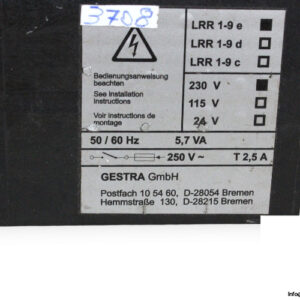 3708
LRR 1-9 e
LRR 1-9 d
LRR 1-9 c
Bedienungsanweisung
beachten
See Installation
Instructions
Voir instructions de
montage
230 V
115 V
24 V
50 / 60 Hz 5,7 VA
250 V ~ T 2,5 A
GESTRA GmbH
Postfach 10 54 60, D-28054 Bremen
Hemmstraße 130, D-28215 Bremen